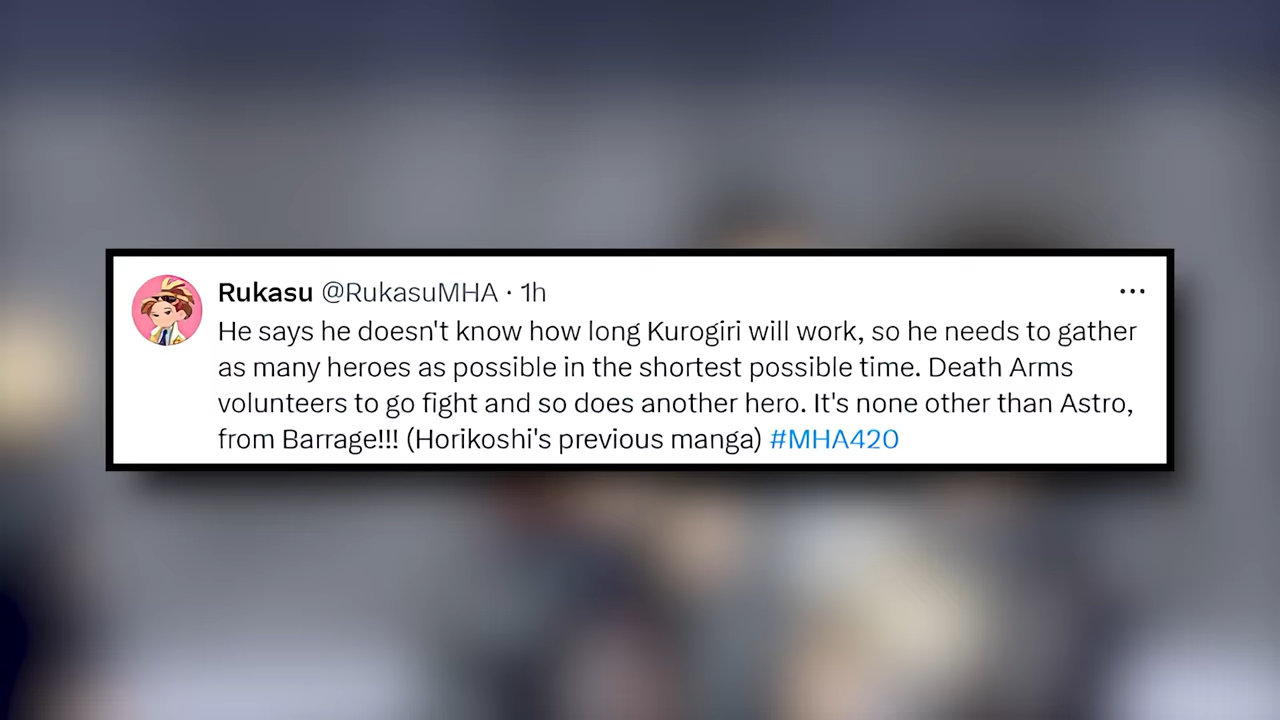 Rukasu @RukasuMHA · 1h
He says he doesn't know how long Kurogiri will work, so he needs to gather
as many heroes as possible in the shortest possible time. Death Arms
volunteers to go fight and so does another hero. It's none other than Astro,
from Barrage!!! (Horikoshi's previous manga) #MHA420